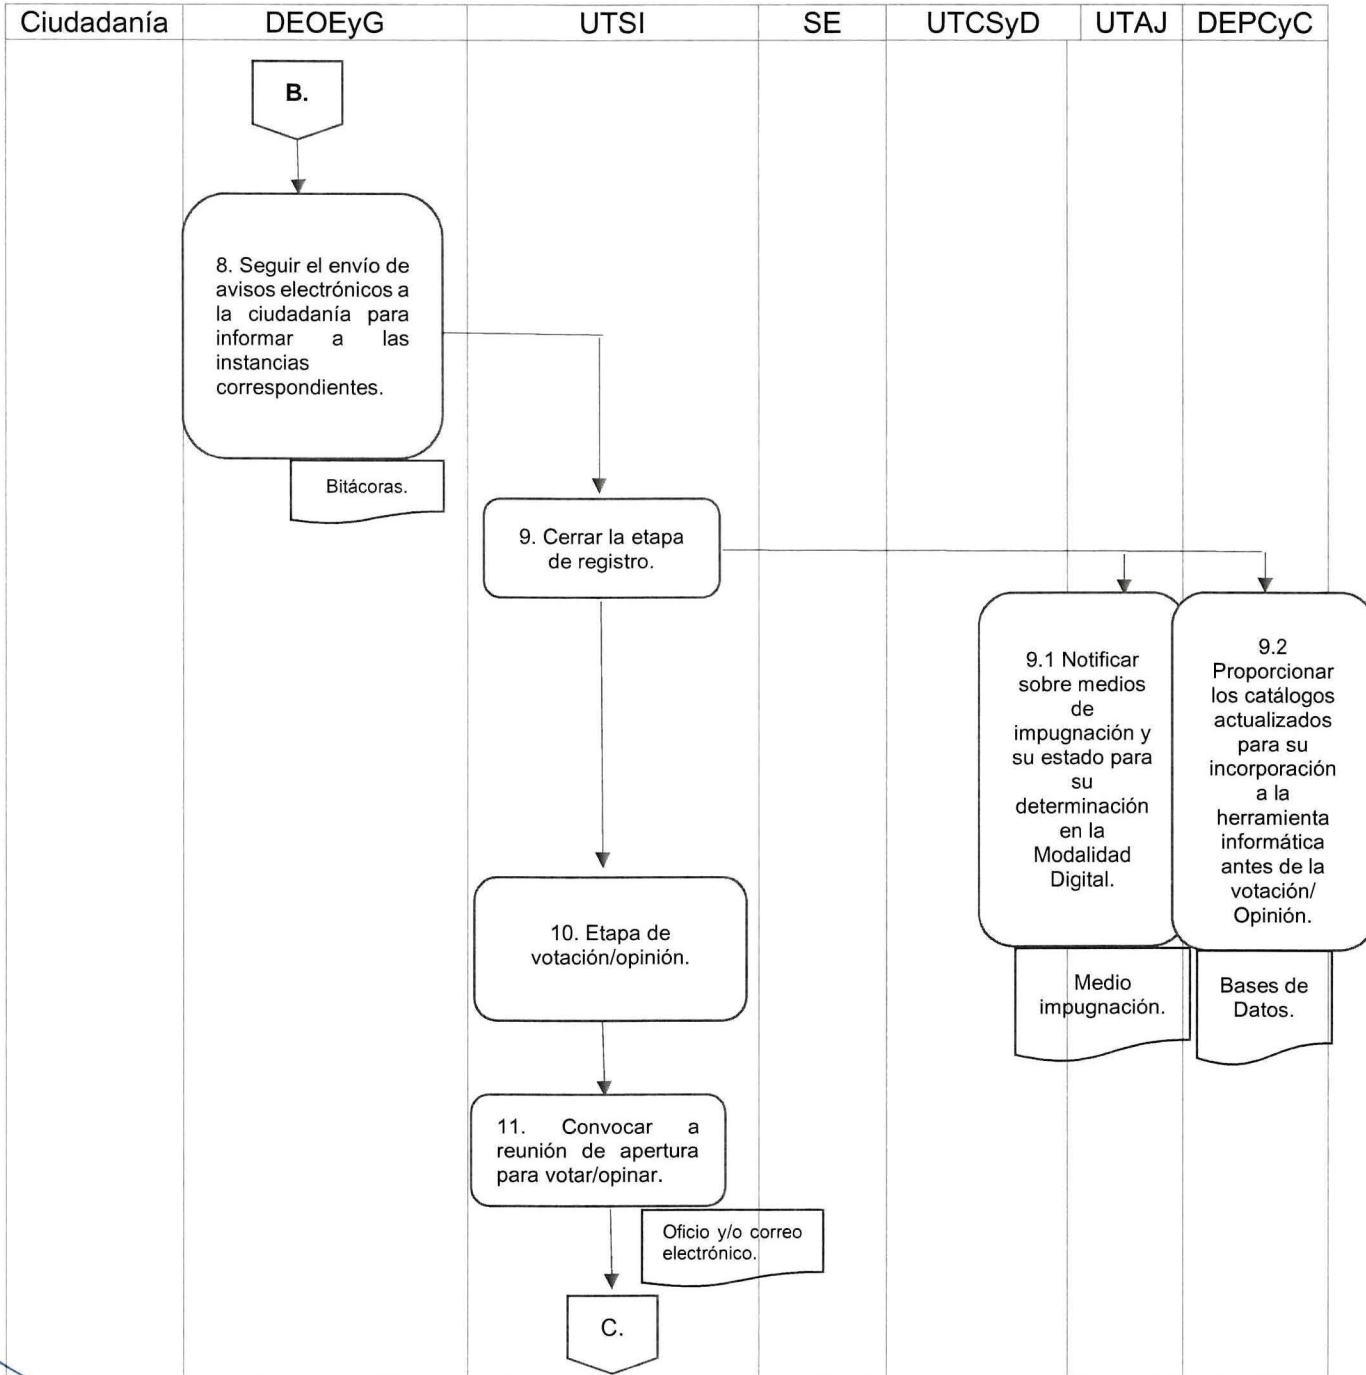 Ciudadanía DEOEyG UTSI SE UTCSyD UTAJ DEPCyC
B.
8. Seguir el envío de
avisos electrónicos a
la ciudadanía para
informar a las
instancias
correspondientes.
Bitácoras.
9. Cerrar la etapa
de registro.
9.1 Notificar
sobre medios
de
impugnación y
su estado para
su
determinación
en la
Modalidad
Digital.
Medio
impugnación.
9.2
Proporcionar
los catálogos
actualizados
para su
incorporación
a la
herramienta
informática
antes de la
votación/
Opinión.
Bases de
Datos.
10. Etapa de
votación/opinión.
11. Convocar a
reunión de apertura
para votar/opinar.
Oficio y/o correo
electrónico.
C.